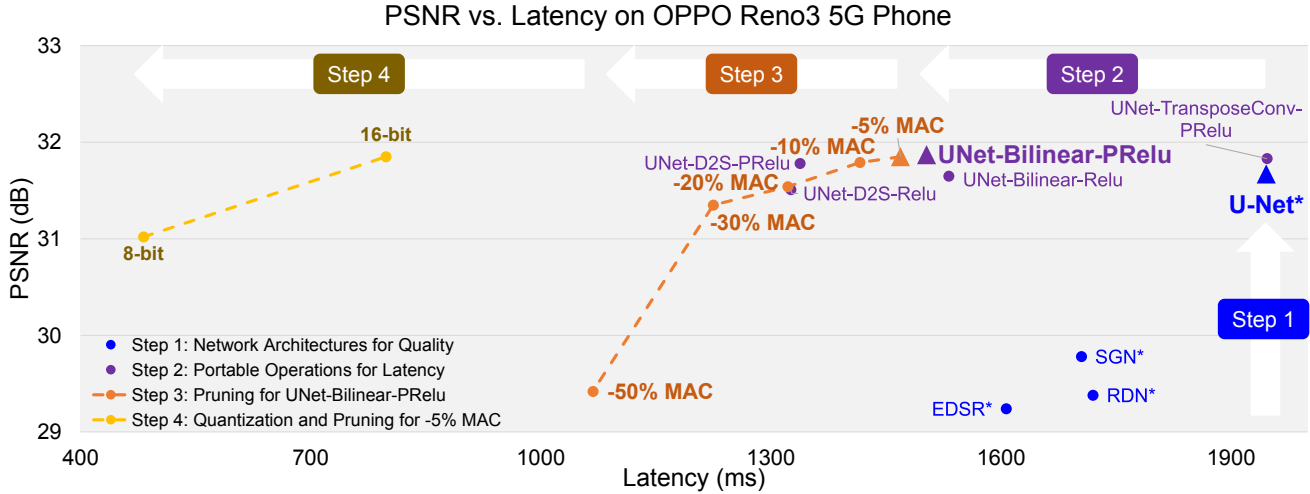 PSNR vs. Latency on OPPO Reno3 5G Phone
33
32
31
30
29
PSNR (dB)
Step 4
Step 3
Step 2
Step 1
16-bit
8-bit
-5% MAC
-10% MAC
-20% MAC
-30% MAC
-50% MAC
UNet-D2S-PRelu
UNet-D2S-Relu
UNet-Bilinear-PRelu
UNet-Bilinear-Relu
UNet-TransposeConv-
PRelu
U-Net*
SGN*
RDN*
EDSR*
Step 1: Network Architectures for Quality
Step 2: Portable Operations for Latency
Step 3: Pruning for UNet-Bilinear-PRelu
Step 4: Quantization and Pruning for -5% MAC
400 700 1000 1300 1600 1900
Latency (ms)